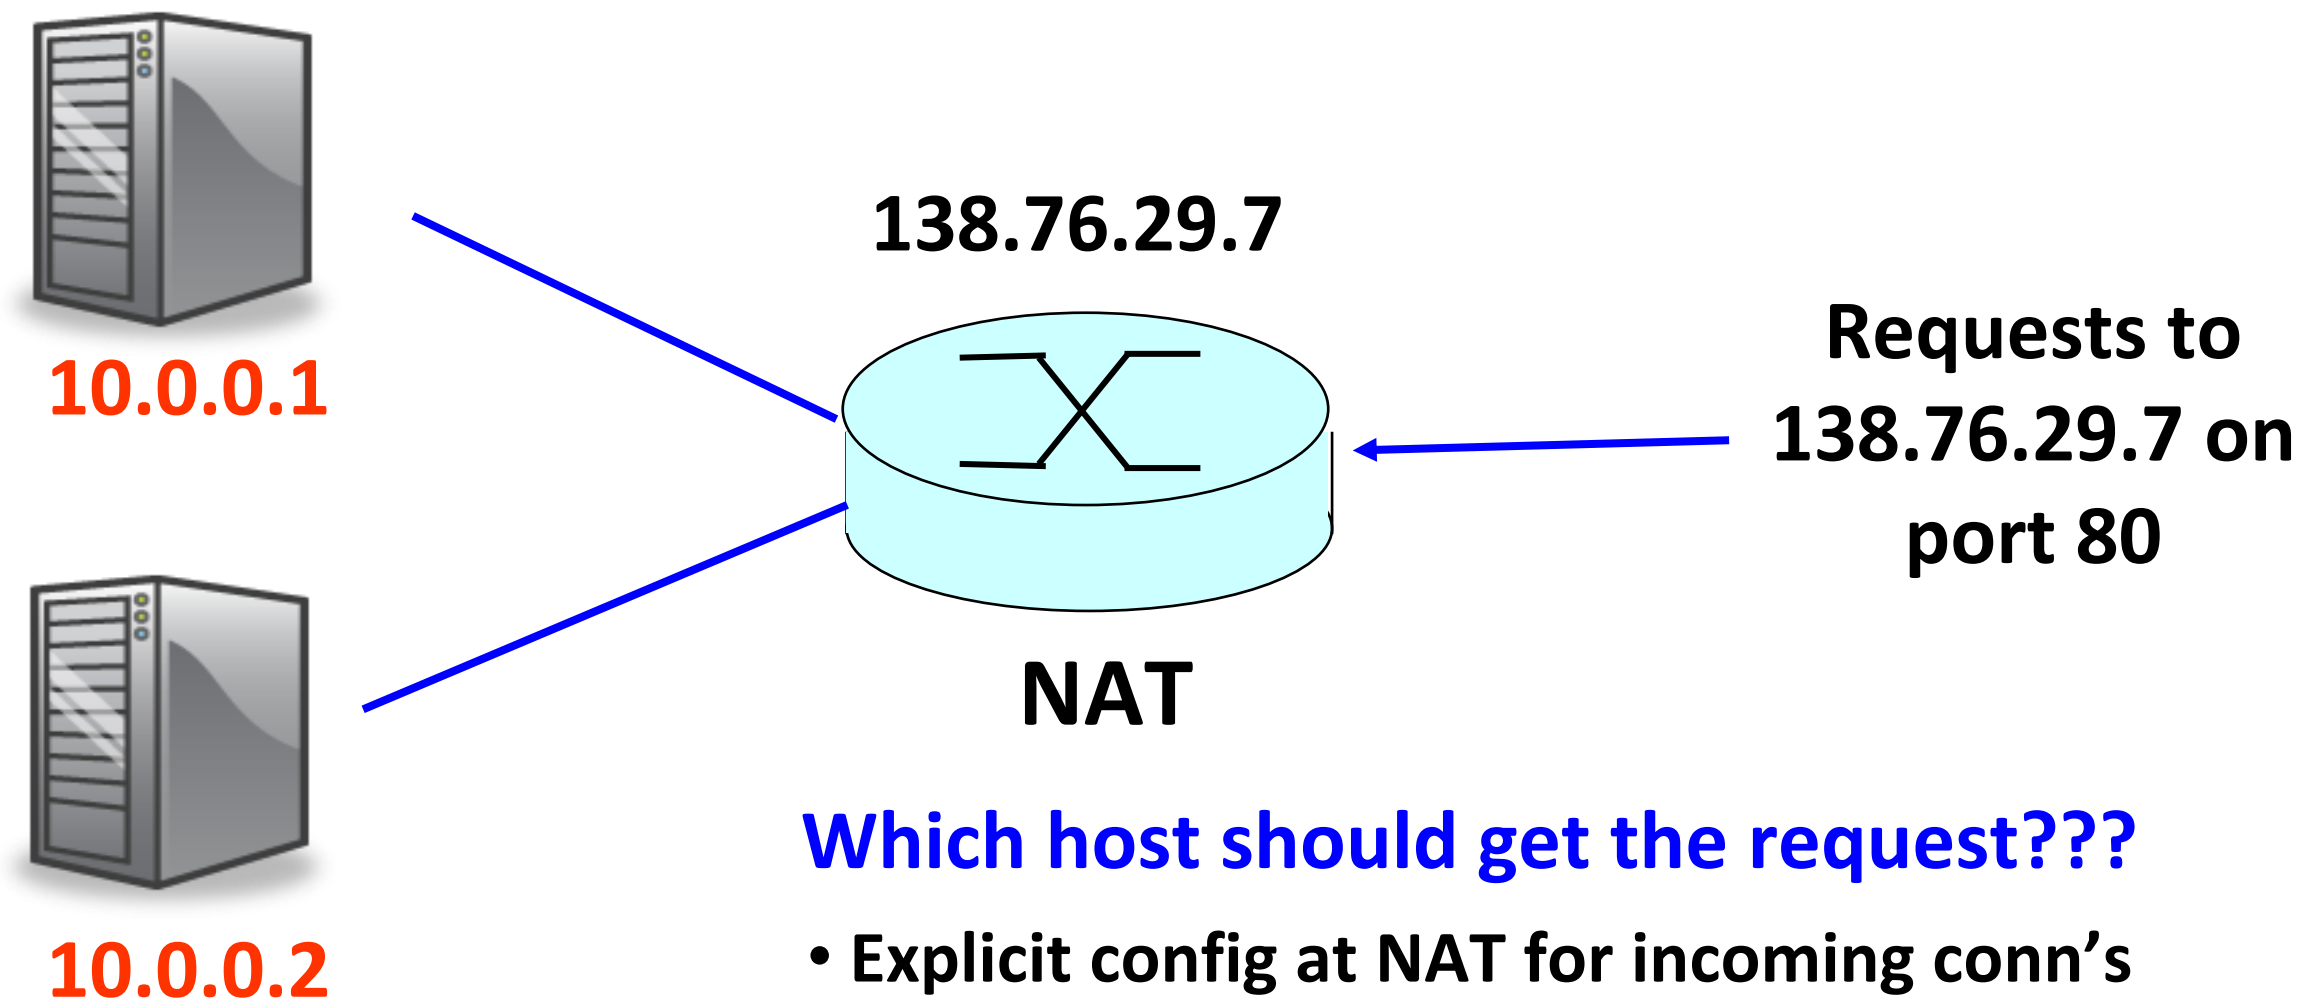 138.76.29.7
10.0.0.1
Requests to
138.76.29.7 on
port 80
NAT
10.0.0.2
Which host should get the request???
• Explicit config at NAT for incoming conn’s